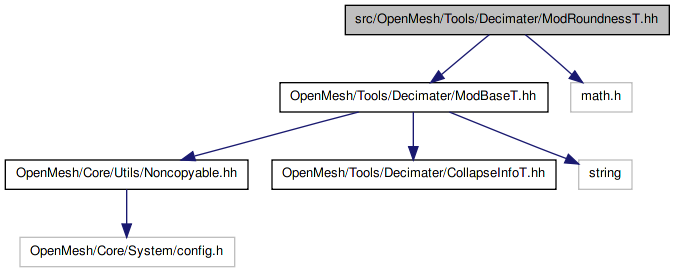 src/OpenMesh/Tools/Decimater/ModRoundnessT.hh
OpenMesh/Tools/Decimater/ModBaseT.hh
math.h
OpenMesh/Core/Utils/Noncopyable.hh
OpenMesh/Tools/Decimater/CollapseInfoT.hh
string
OpenMesh/Core/System/config.h